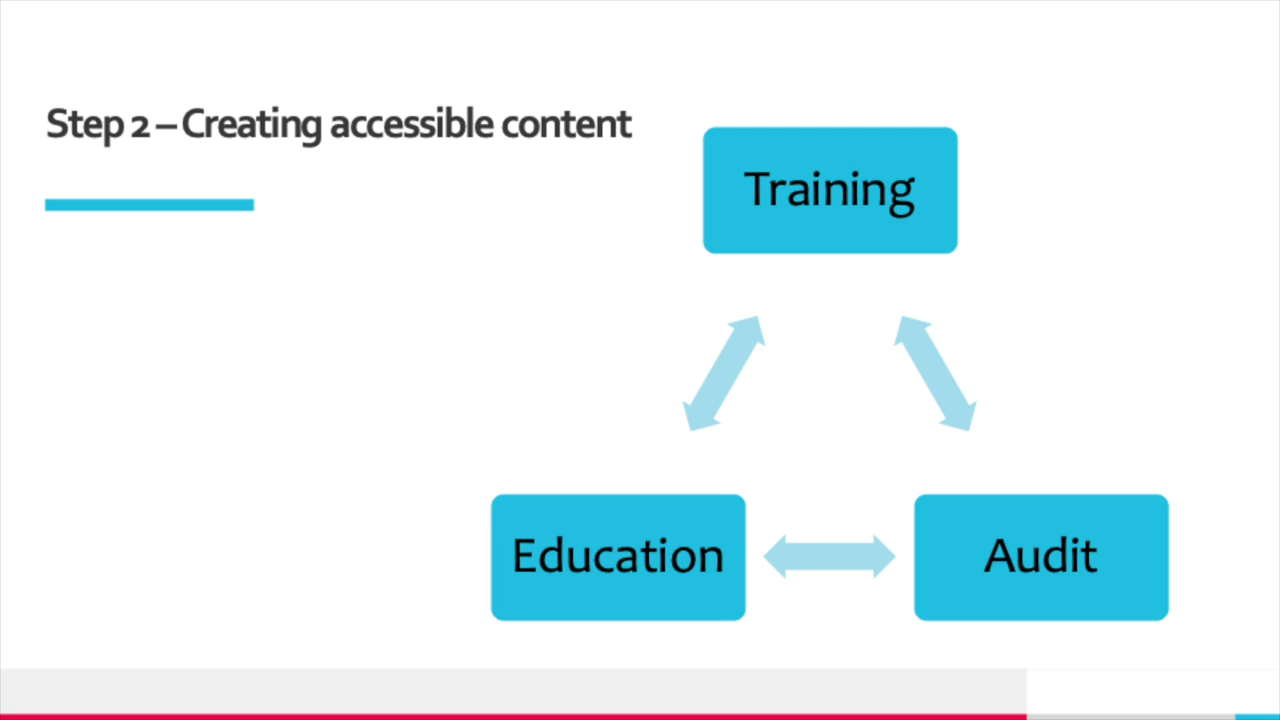 Step 2 – Creating accessible content
Training
Education
Audit